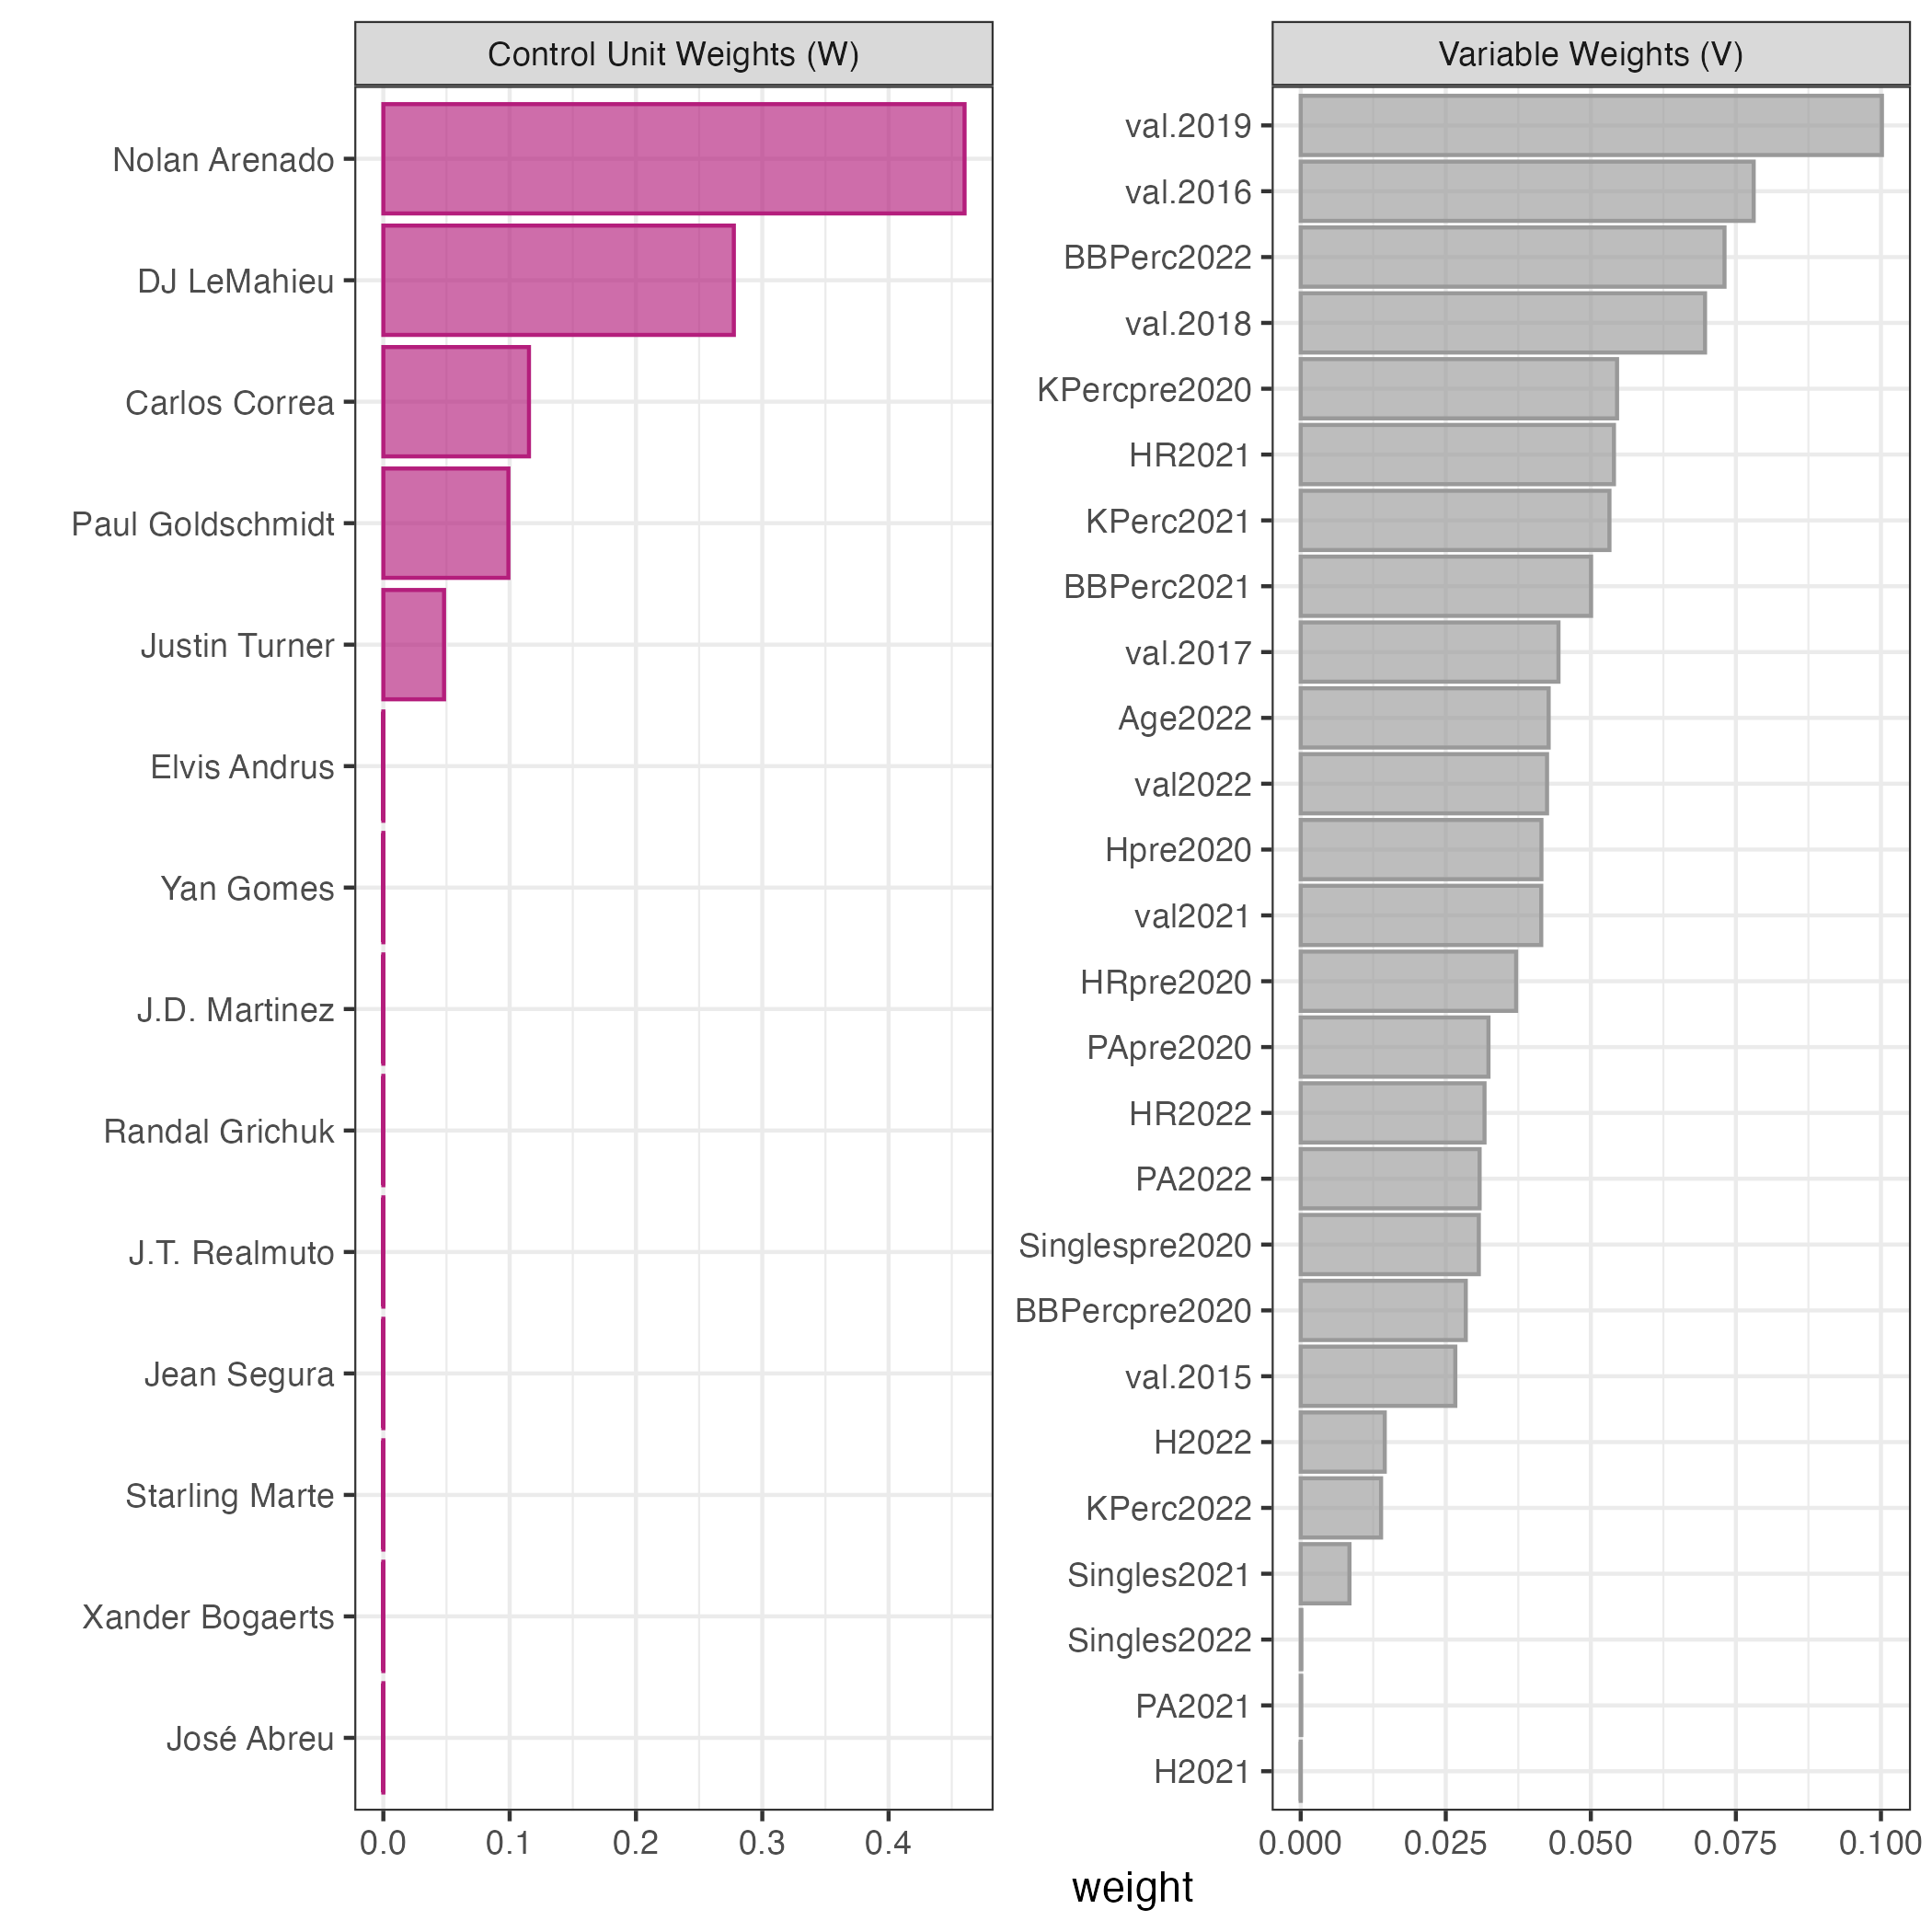 Control Unit Weights (W)
Nolan Arenado
DJ LeMahieu
Carlos Correa
Paul Goldschmidt
Justin Turner
Elvis Andrus
Yan Gomes
J.D. Martinez
Randal Grichuk
J.T. Realmuto
Jean Segura
Starling Marte
Xander Bogaerts
José Abreu
0.0 0.1 0.2 0.3 0.4
Variable Weights (V)
val.2019
val.2016
BBPerc2022
val.2018
KPercpre2020
HR2021
KPerc2021
BBPerc2021
val.2017
Age2022
val2022
Hpre2020
val2021
HRpre2020
PApre2020
HR2022
PA2022
Singlespre2020
BBPercpre2020
val.2015
H2022
KPerc2022
Singles2021
Singles2022
PA2021
H2021
0.000 0.025 0.050 0.075 0.100
weight